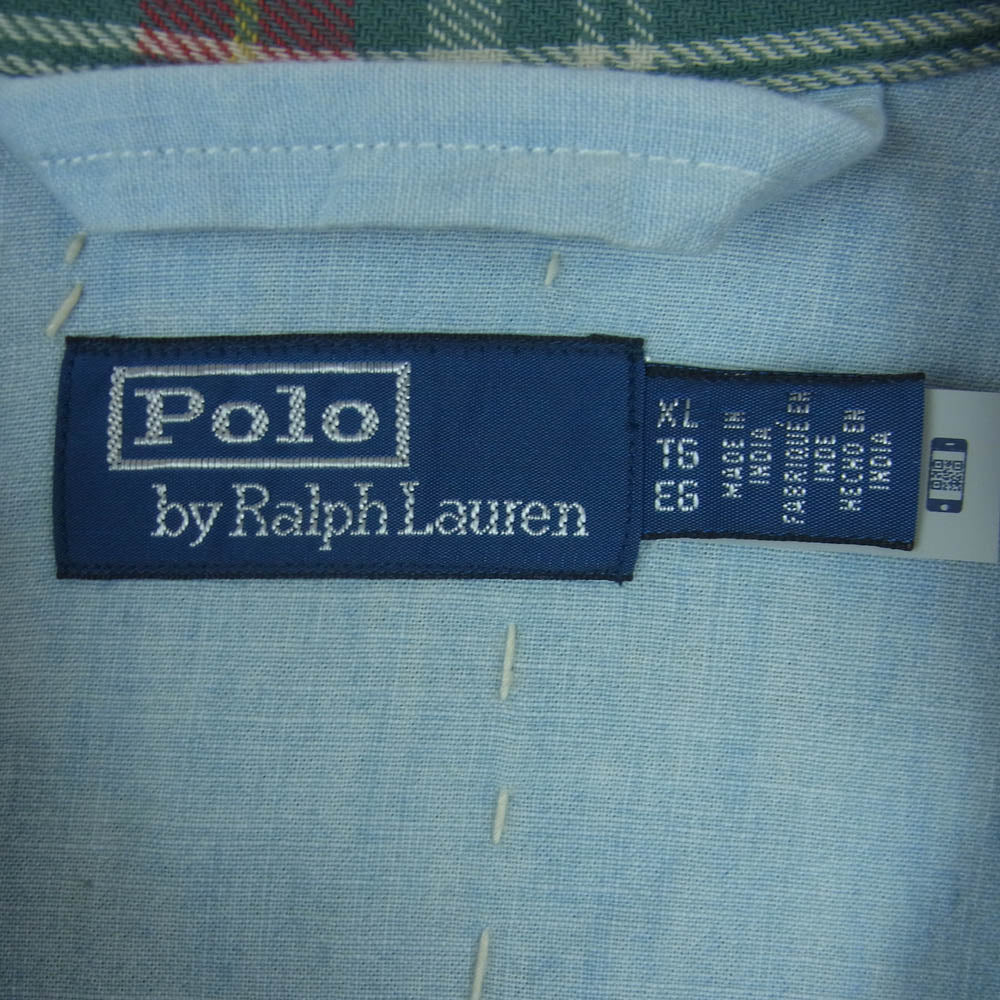 Polo
by Ralph Lauren
XL
TG
EG
MADE IN
INDIA
FABRIQUÉ EN
INDE
HECHO EN
INDIA